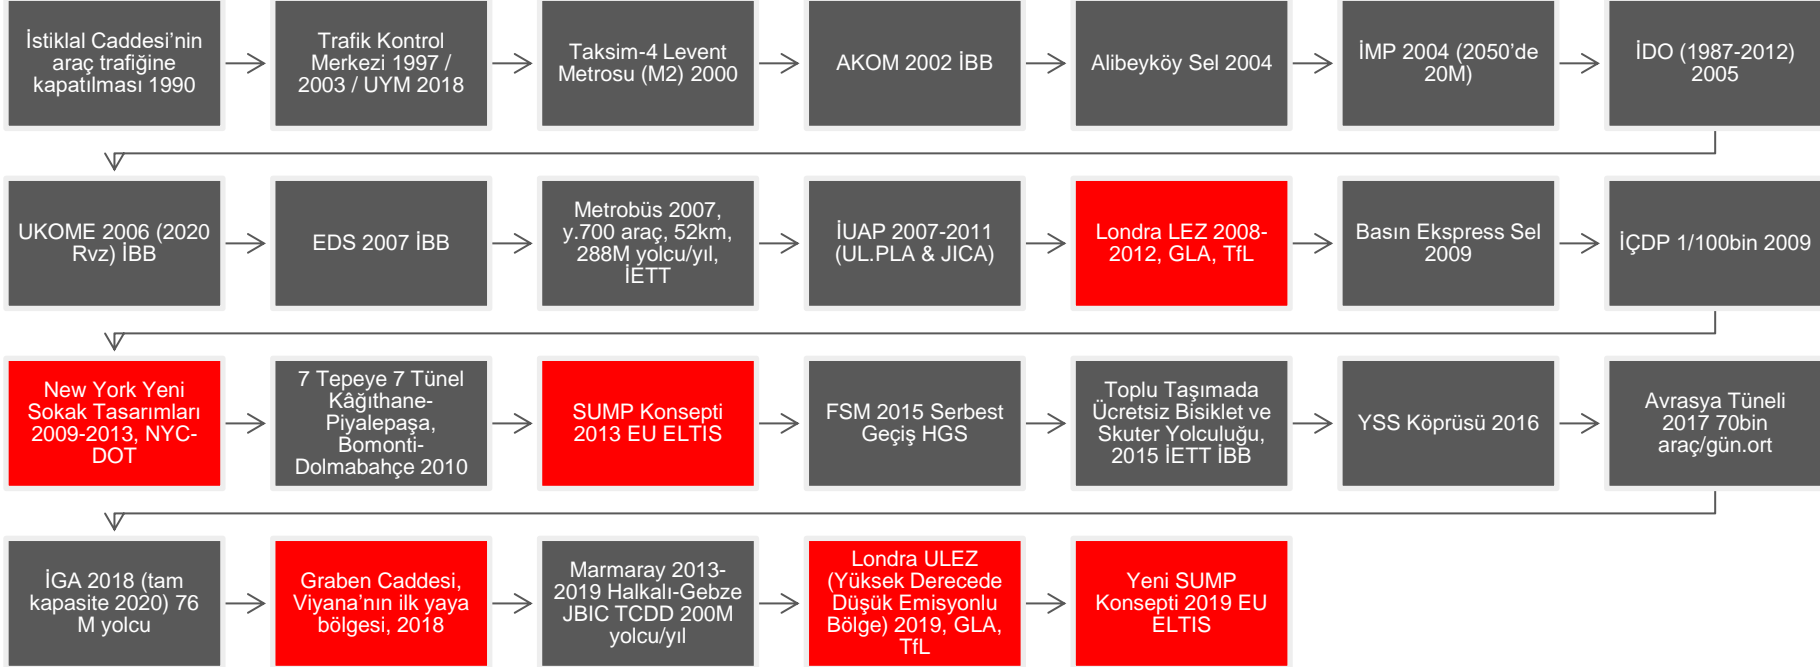 İstiklal Caddesi’nin
araç trafiğine
kapatılması 1990
Trafik Kontrol
Merkezi 1997 /
2003 / UYM 2018
Taksim-4 Levent
Metrosu (M2) 2000
AKOM 2002 İBB
Alibeyköy Sel 2004
İMP 2004 (2050’de
20M)
İDO (1987-2012)
2005
UKOME 2006 (2020
Rvz) İBB
EDS 2007 İBB
Metrobüs 2007,
y.700 araç, 52km,
288M yolcu/yıl,
İETT
İUAP 2007-2011
(UL.PLA & JICA)
Londra LEZ 2008-
2012, GLA, TfL
Basın Ekspress Sel
2009
İÇDP 1/100bin 2009
New York Yeni
Sokak Tasarımları
2009-2013, NYC-
DOT
7 Tepeye 7 Tünel
Kâğıthane-
Piyalepaşa,
Bomonti-
Dolmabahçe 2010
SUMP Konsepti
2013 EU ELTIS
FSM 2015 Serbest
Geçiş HGS
Toplu Taşımada
Ücretsiz Bisiklet ve
Skuter Yolculuğu,
2015 İETT İBB
YSS Köprüsü 2016
Avrasya Tüneli
2017 70bin
araç/gün.ort
İGA 2018 (tam
kapasite 2020) 76
M yolcu
Graben Caddesi,
Viyana’nın ilk yaya
bölgesi, 2018
Marmaray 2013-
2019 Halkalı-Gebze
JBIC TCDD 200M
yolcu/yıl
Londra ULEZ
(Yüksek Derecede
Düşük Emisyonlu
Bölge) 2019, GLA,
TfL
Yeni SUMP
Konsepti 2019 EU
ELTIS